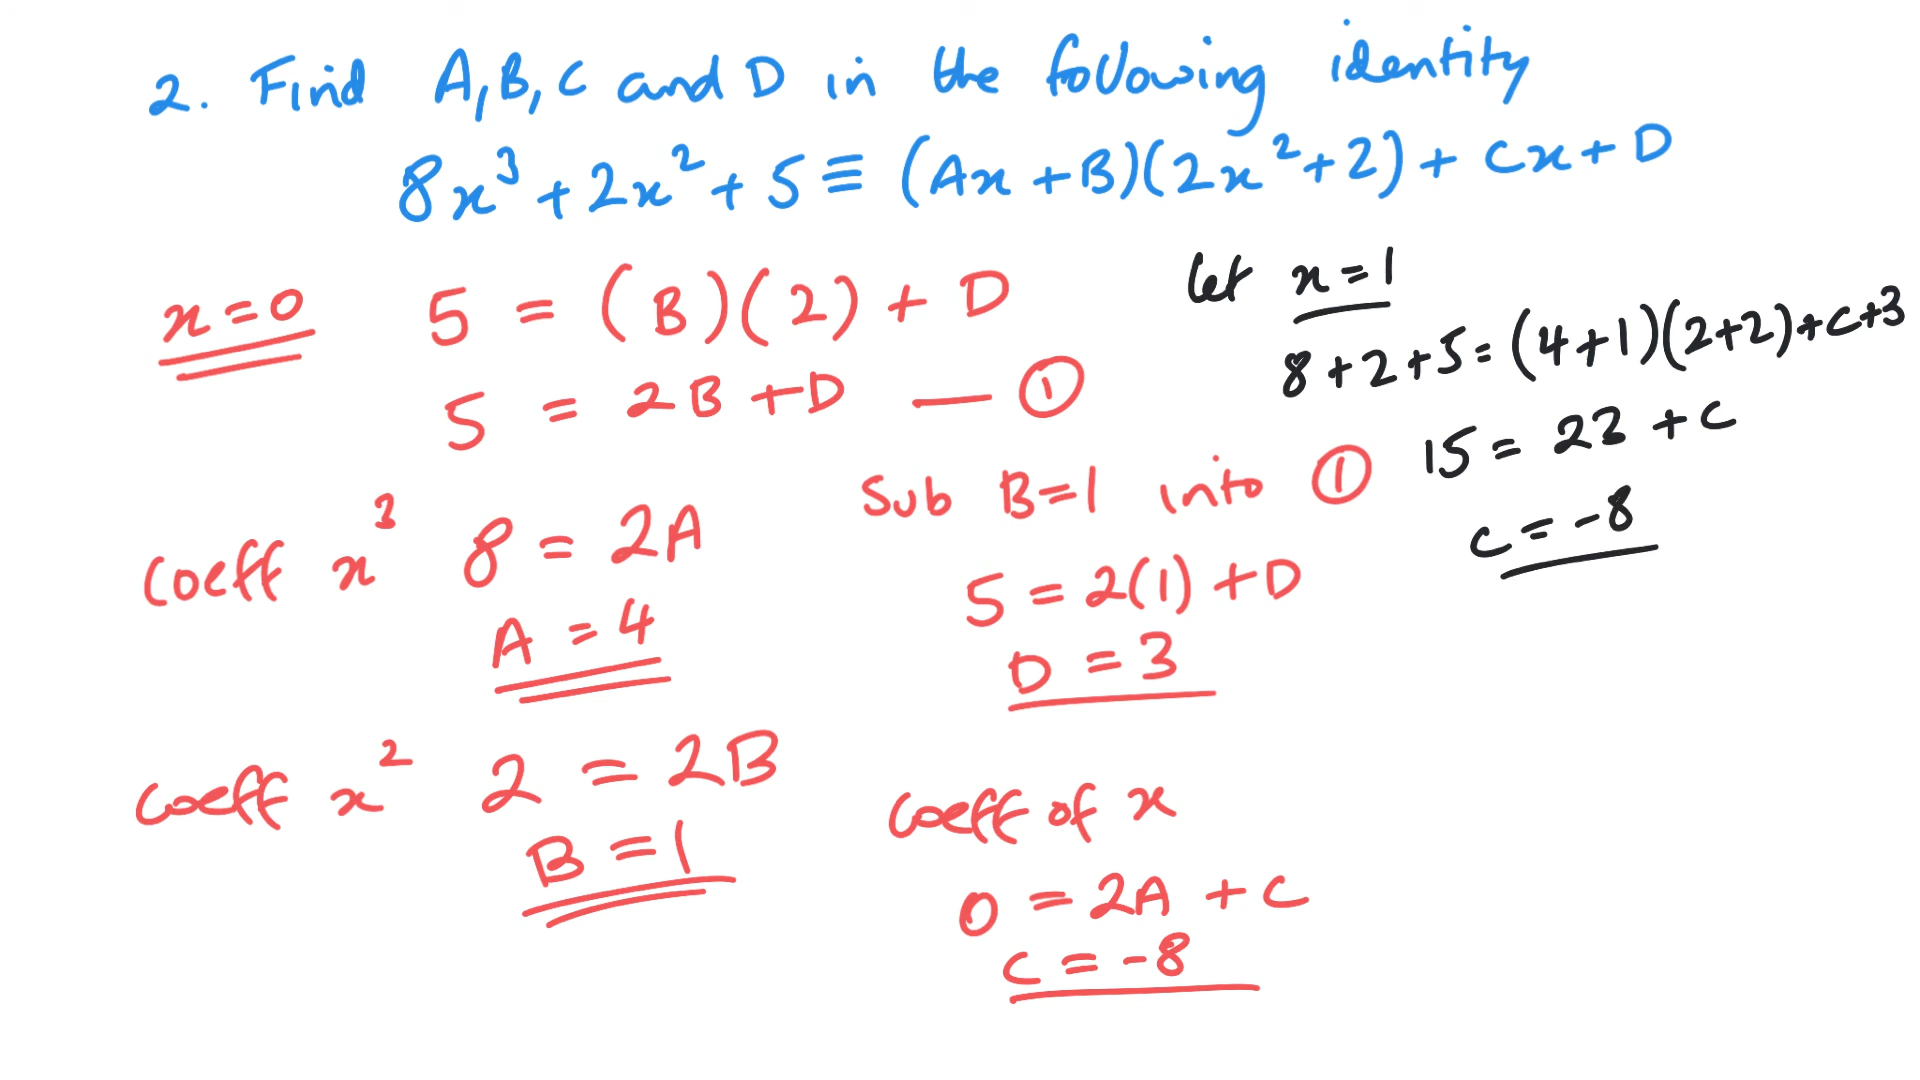 2. Find A, B, C and D in the following identity
8x³ + 2x² + 5 ≡ (Ax + B)(2x² + 2) + Cx + D
x = 0 5 = (B)(2) + D
5 = 2B + D — ①
coeff x³ 8 = 2A
A = 4
coeff x² 2 = 2B
B = 1
Sub B = 1 into ①
5 = 2(1) + D
D = 3
coeff of x
0 = 2A + C
C = -8
let x = 1
8 + 2 + 5 = (4 + 1)(2 + 2) + C + 3
15 = 23 + C
C = -8